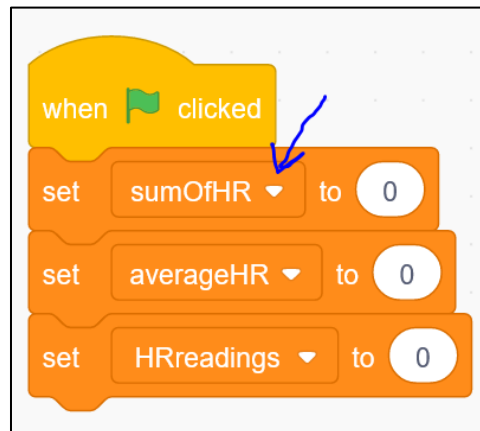 when clicked
set sumOfHR to 0
set averageHR to 0
set HRreadings to 0